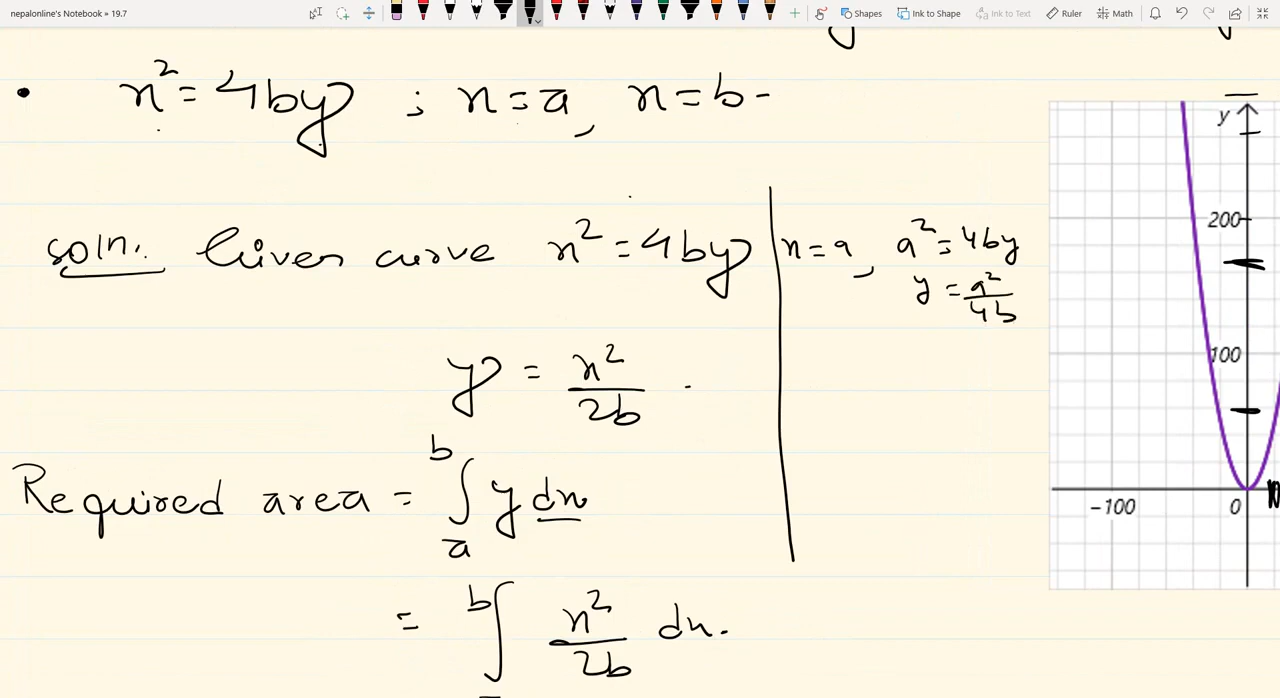 nepalonline's Notebook » 19.7
Shapes Ink to Shape Ink to Text Ruler Math
• x² = 4by ; x = a, x = b -
soln. Given curve x² = 4by
y = x²/2b
Required area = ∫ₐᵇ y dx
= ∫ᵇ x²/2b dx.
x = a, a² = 4by
y = a²/4b
y
200
100
-100 0